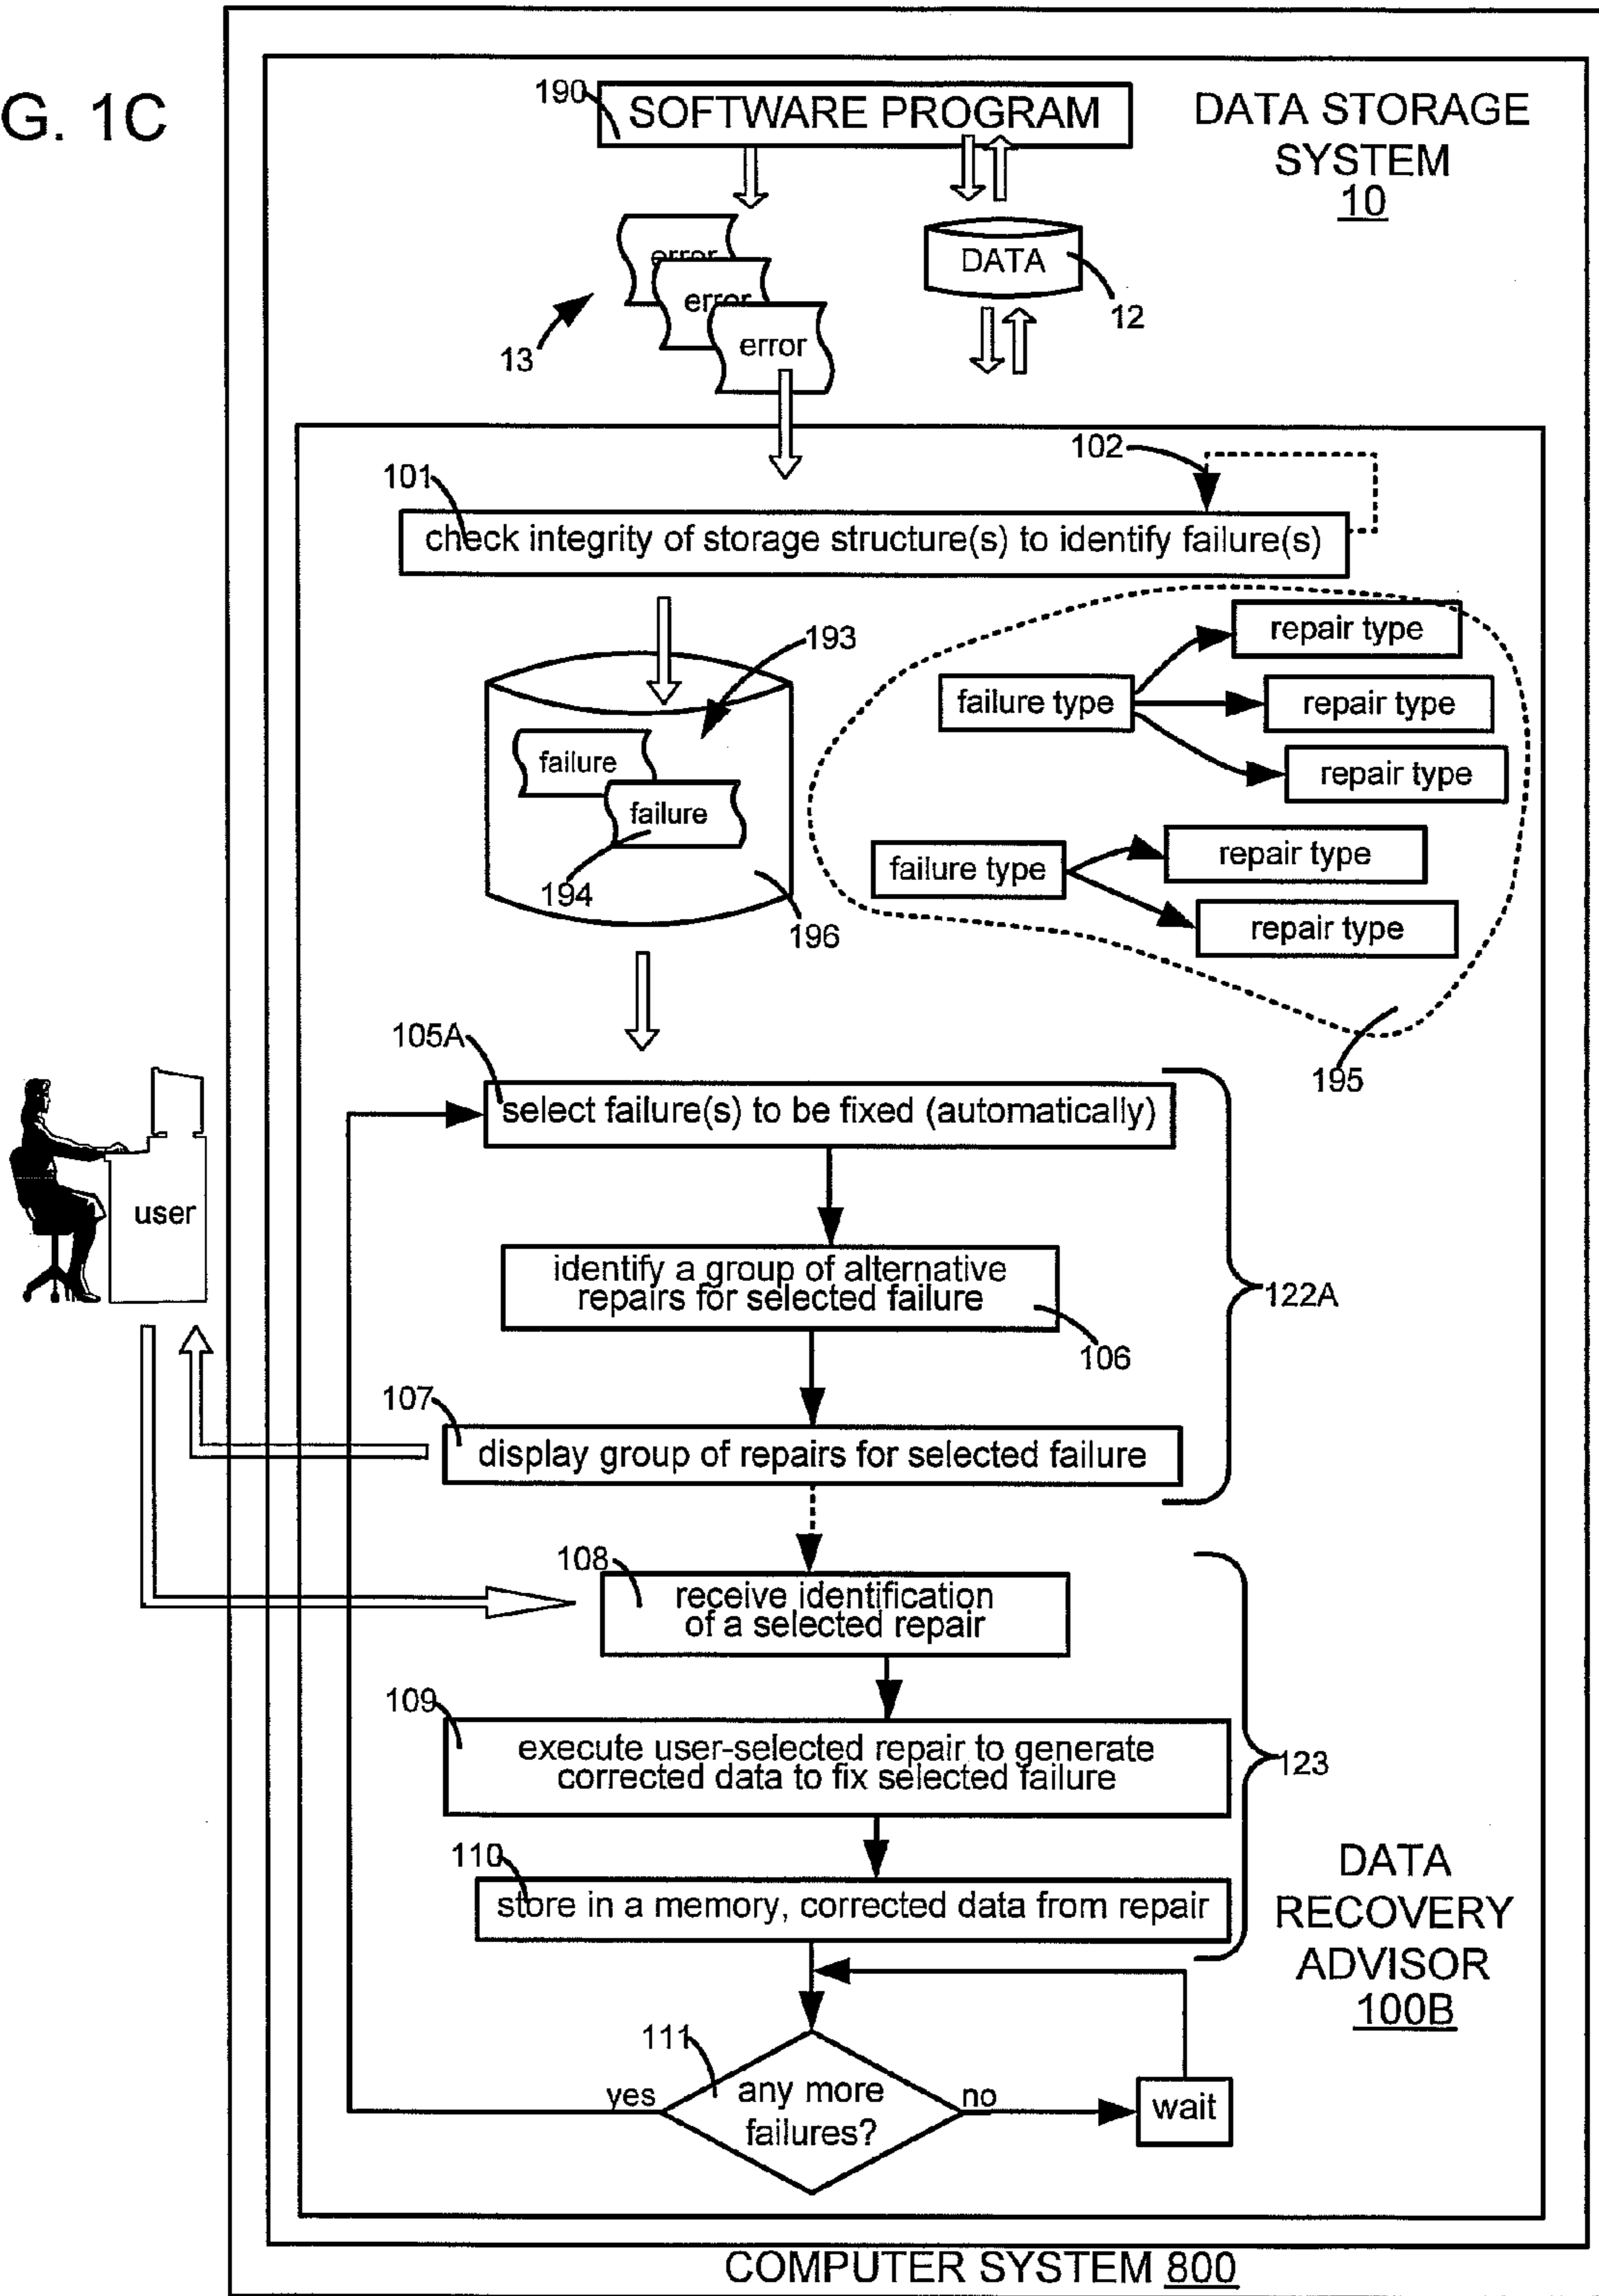 G. 1C
190
SOFTWARE PROGRAM
DATA STORAGE
SYSTEM
10
error
error
error
13
DATA
12
102
101
check integrity of storage structure(s) to identify failure(s)
193
failure
failure
194
196
failure type
repair type
repair type
repair type
failure type
repair type
repair type
195
105A
select failure(s) to be fixed (automatically)
user
identify a group of alternative
repairs for selected failure
106
122A
107
display group of repairs for selected failure
108
receive identification
of a selected repair
109
execute user-selected repair to generate
corrected data to fix selected failure
123
110
store in a memory, corrected data from repair
DATA
RECOVERY
ADVISOR
100B
111
yes
any more
failures?
no
wait
COMPUTER SYSTEM 800